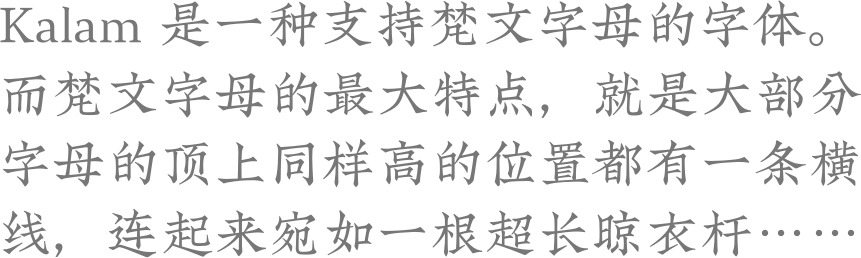 Kalam 是一种支持梵文字母的字体。
而梵文字母的最大特点，就是大部分
字母的顶上同样高的位置都有一条横
线，连起来宛如一根超长晾衣杆……